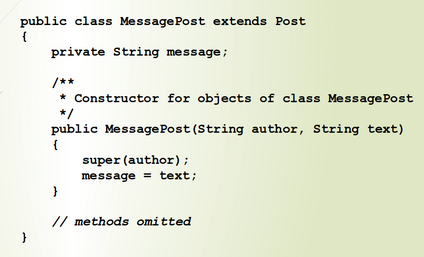 public class MessagePost extends Post
{
    private String message;

    /**
     * Constructor for objects of class MessagePost
     */
    public MessagePost(String author, String text)
    {
        super(author);
        message = text;
    }

    // methods omitted
}